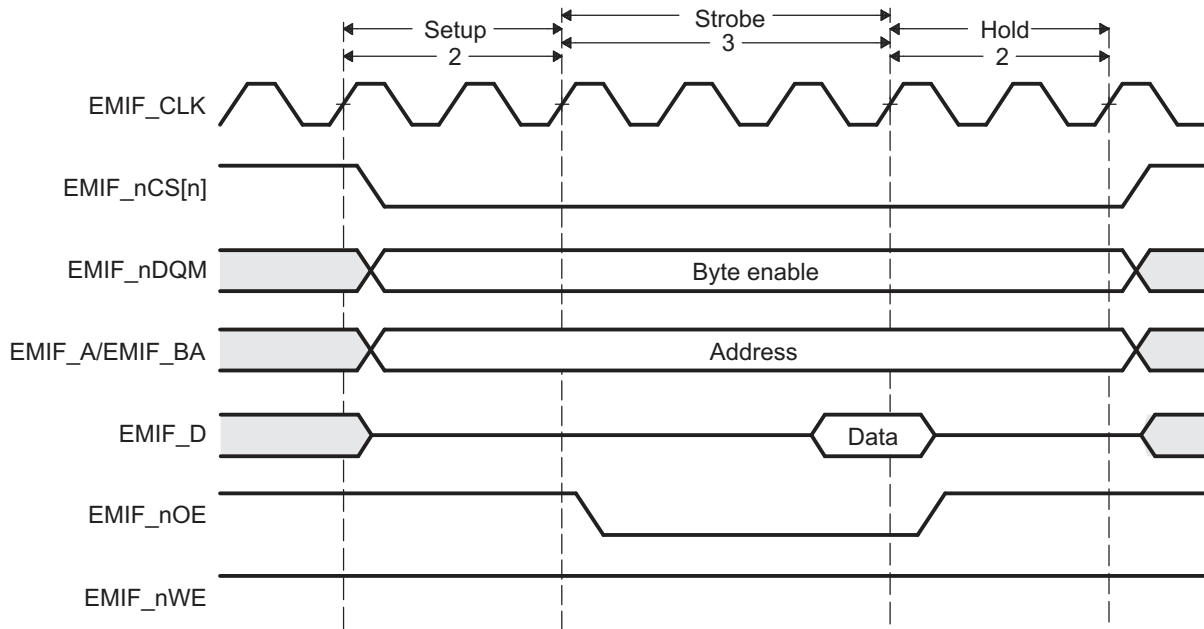 Setup
Strobe
Hold
2
3
2
EMIF_CLK
EMIF_nCS[n]
EMIF_nDQM
Byte enable
EMIF_A/EMIF_BA
Address
EMIF_D
Data
EMIF_nOE
EMIF_nWE